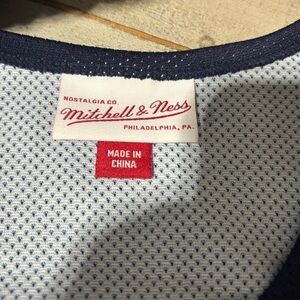 NOSTALGIA CO.
Mitchell & Ness
PHILADELPHIA, PA.
MADE IN
CHINA